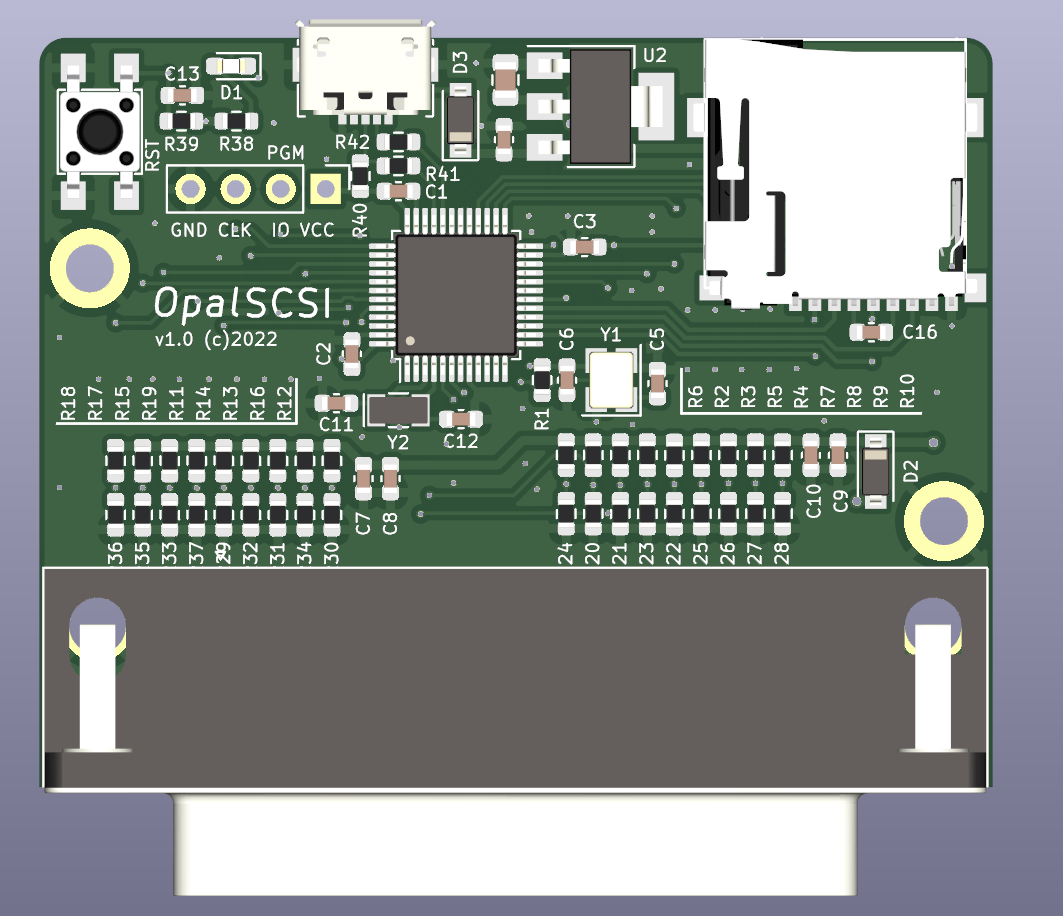 D3
U2
C13
D1
R39 R38
RST
PGM
R42
R41
C1
R40
GND CLK IO VCC
C3
OpalSCSI
v1.0 (c)2022
C2
C6
Y1
C5
C16
R18 R17 R15 R19 R11 R14 R13 R16 R12
R6 R2 R3 R5 R4 R7 R8 R9 R10
R1
C11
Y2
C12
D2
C7 C8
C10 C9
36 35 33 37 32 31 34 30
24 20 21 23 22 25 26 27 28